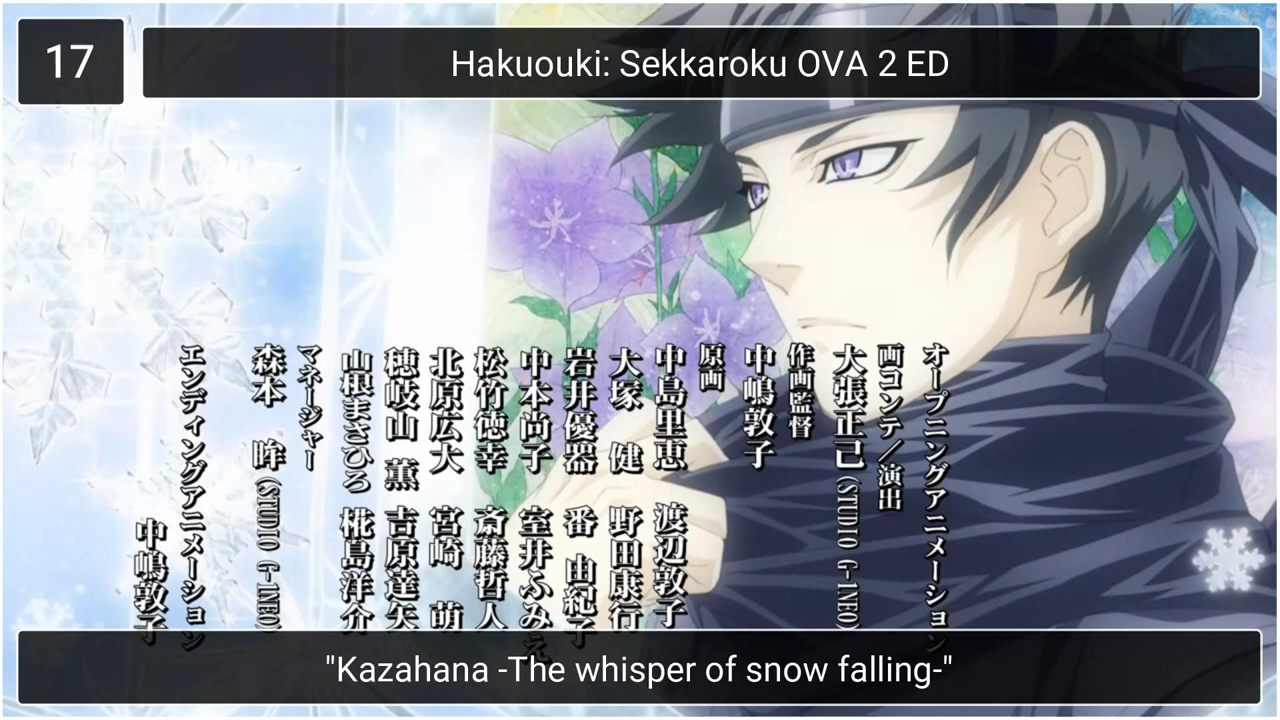 17
Hakuouki: Sekkaroku OVA 2 ED
オープニングアニメーション
画コンテ／演出
大張正己(STUDIO G-1NEO)
作画監督
中嶋敦子
原画
中島里恵 渡辺敦子
大塚 健 野田康行
岩井優器 番 由紀子
中本尚子 室井ふみえ
松竹徳幸 斎藤哲人
北原広大 宮崎 萌
穂岐山 薫 吉原達矢
山根まさひろ 椛島洋介
マネージャー
森本 眸(STUDIO G-1NEO)
エンディングアニメーション
中嶋敦子
"Kazahana -The whisper of snow falling-"